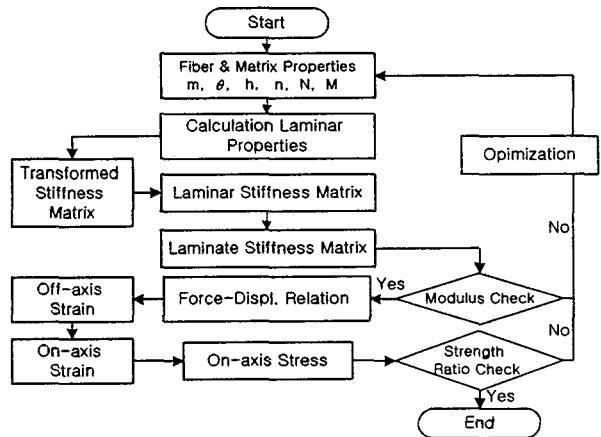 Start
Fiber & Matrix Properties
m, θ, h, n, N, M
Calculation Laminar
Properties
Opimization
Transformed
Stiffness
Matrix
Laminar Stiffness Matrix
No
Laminate Stiffness Matrix
Off-axis
Strain
Force-Displ. Relation
Yes
Modulus Check
No
On-axis
Strain
On-axis Stress
Strength
Ratio Check
Yes
End